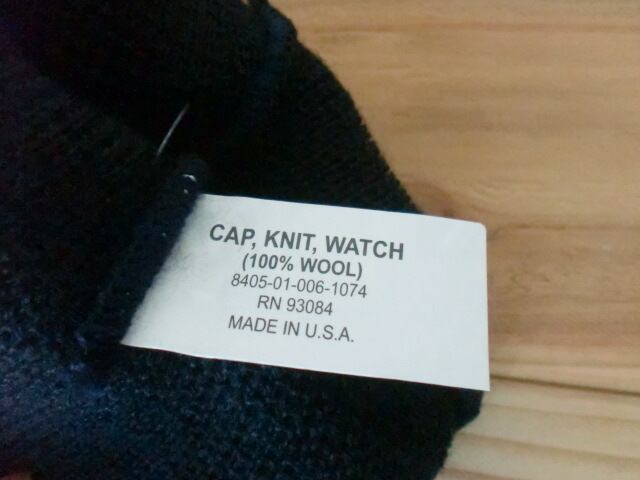 CAP, KNIT, WATCH
(100% WOOL)
8405-01-006-1074
RN 93084
MADE IN U.S.A.